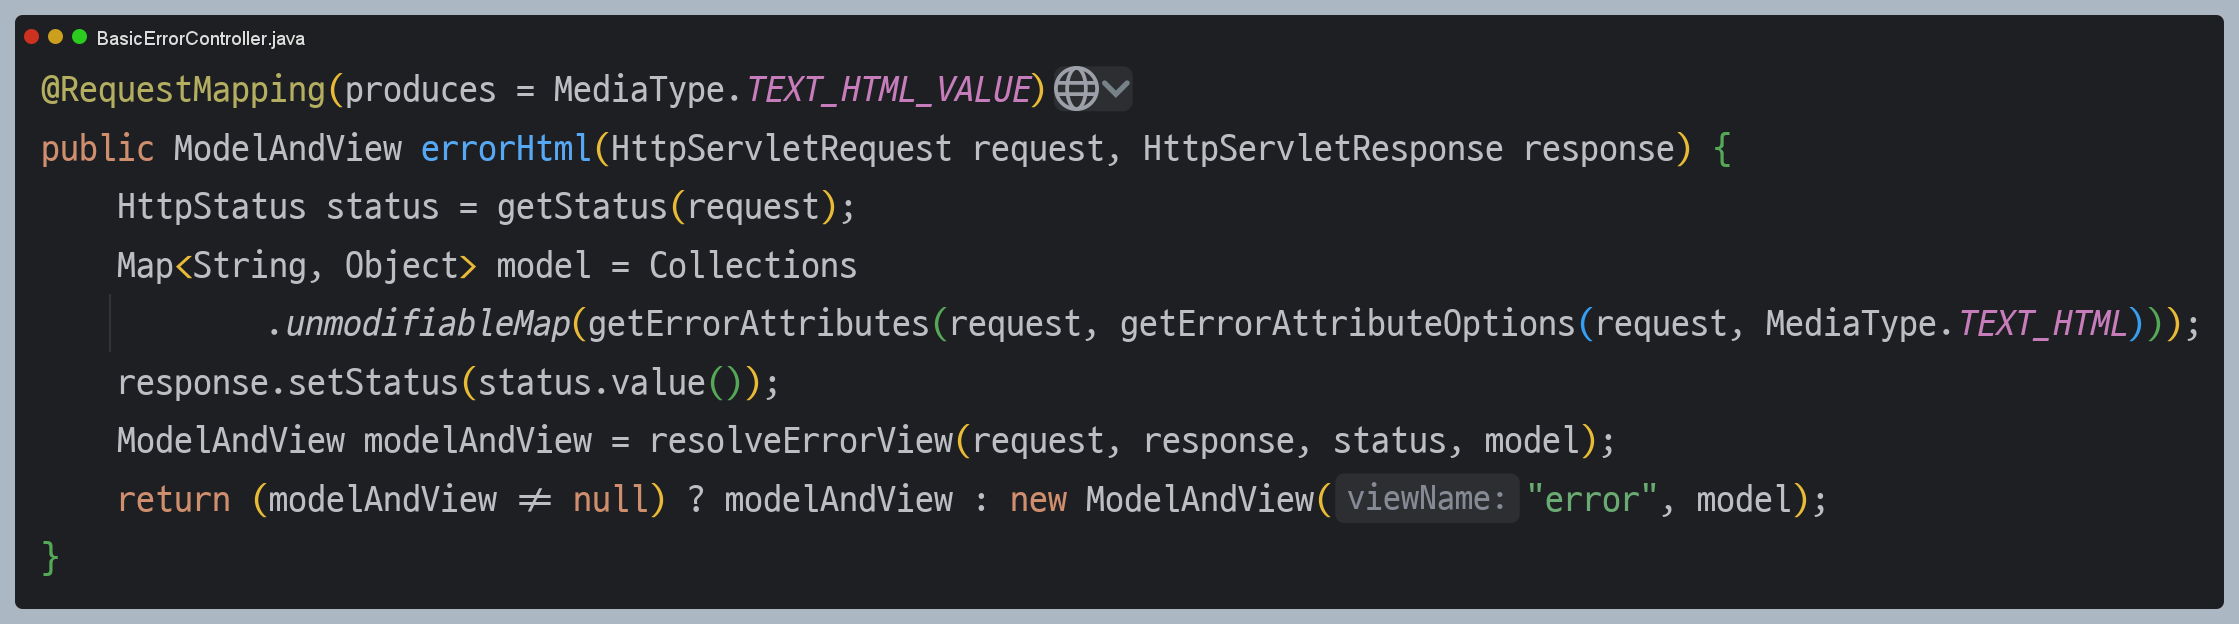 BasicErrorController.java
@RequestMapping(produces = MediaType.TEXT_HTML_VALUE)
public ModelAndView errorHtml(HttpServletRequest request, HttpServletResponse response) {
    HttpStatus status = getStatus(request);
    Map<String, Object> model = Collections
            .unmodifiableMap(getErrorAttributes(request, getErrorAttributeOptions(request, MediaType.TEXT_HTML)));
    response.setStatus(status.value());
    ModelAndView modelAndView = resolveErrorView(request, response, status, model);
    return (modelAndView ≠ null) ? modelAndView : new ModelAndView( viewName: "error", model);
}